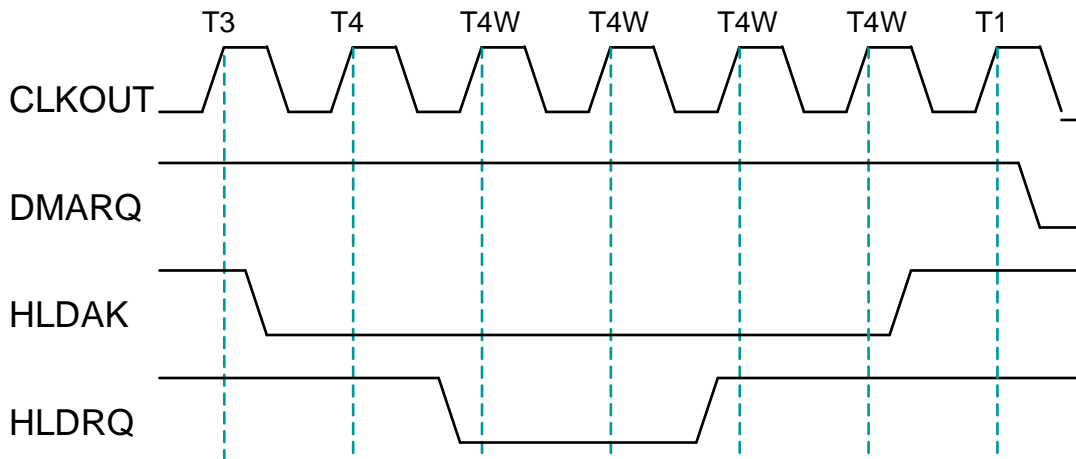 T3 T4 T4W T4W T4W T4W T1
CLKOUT
DMARQ
HLDAK
HLDRQ